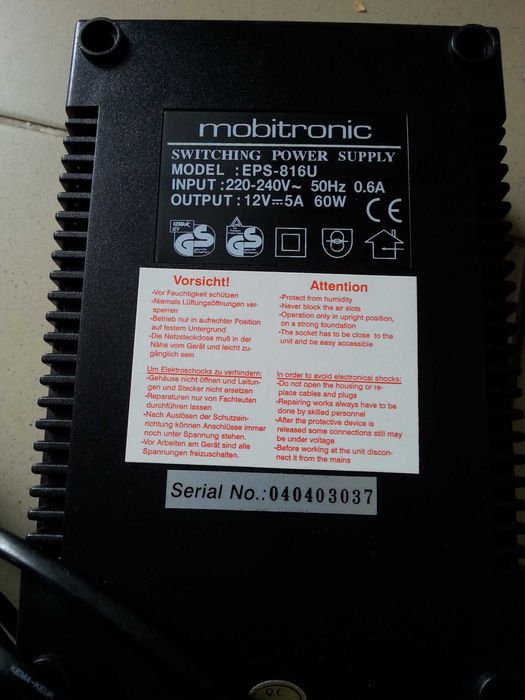 mobitronic
SWITCHING POWER SUPPLY
MODEL :EPS-816U
INPUT :220-240V~ 50Hz 0.6A
OUTPUT :12V⎓5A 60W
CE
GS GS
Vorsicht!
-Vor Feuchtigkeit schützen
-Niemals Lüftungsöffnungen ver-
sperren
-Betrieb nur in aufrechter Position
auf festem Untergrund
-Die Netzsteckdose muß in der
Nähe vom Gerät und leicht zu-
gänglich sein
Um Elektroschocks zu verhindern:
-Gehäuse nicht öffnen und Leitun-
gen und Stecker nicht ersetzen
-Reparaturen nur von Fachleuten
durchführen lassen
-Nach Auslösen der Schutzein-
richtung können Anschlüsse immer
noch unter Spannung stehen.
-Vor Arbeiten am Gerät sind alle
Spannungen freizuschalten.
Attention
-Protect from humidity
-Never block the air slots
-Operation only in upright position,
on a strong foundation
-The socket has to be close to the
unit and be easy accessible
In order to avoid electronical shocks:
-Do not open the housing or re-
place cables and plugs
-Repairing works always have to be
done by skilled personnel
-After the protective device is
released some connections still may
be under voltage
-Before working at the unit discon-
nect it from the mains
Serial No.:040403037
KEMA-KEUR
Q.C.